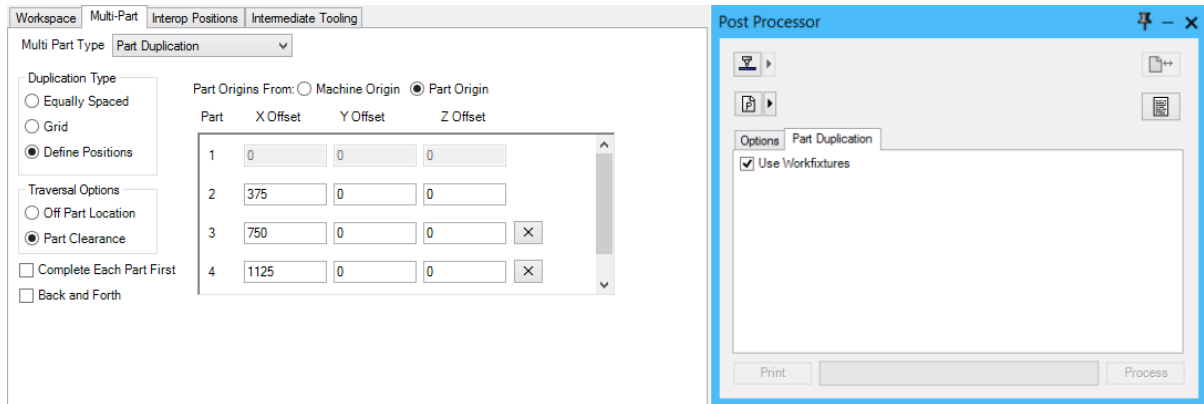 Workspace Multi-Part Interop Positions Intermediate Tooling
Multi Part Type Part Duplication
Duplication Type
Equally Spaced
Grid
Define Positions
Traversal Options
Off Part Location
Part Clearance
Complete Each Part First
Back and Forth
Part Origins From: Machine Origin Part Origin
Part X Offset Y Offset Z Offset
1 0 0 0
2 375 0 0
3 750 0 0
4 1125 0 0
Post Processor
Options Part Duplication
Use Workfixtures
Print Process